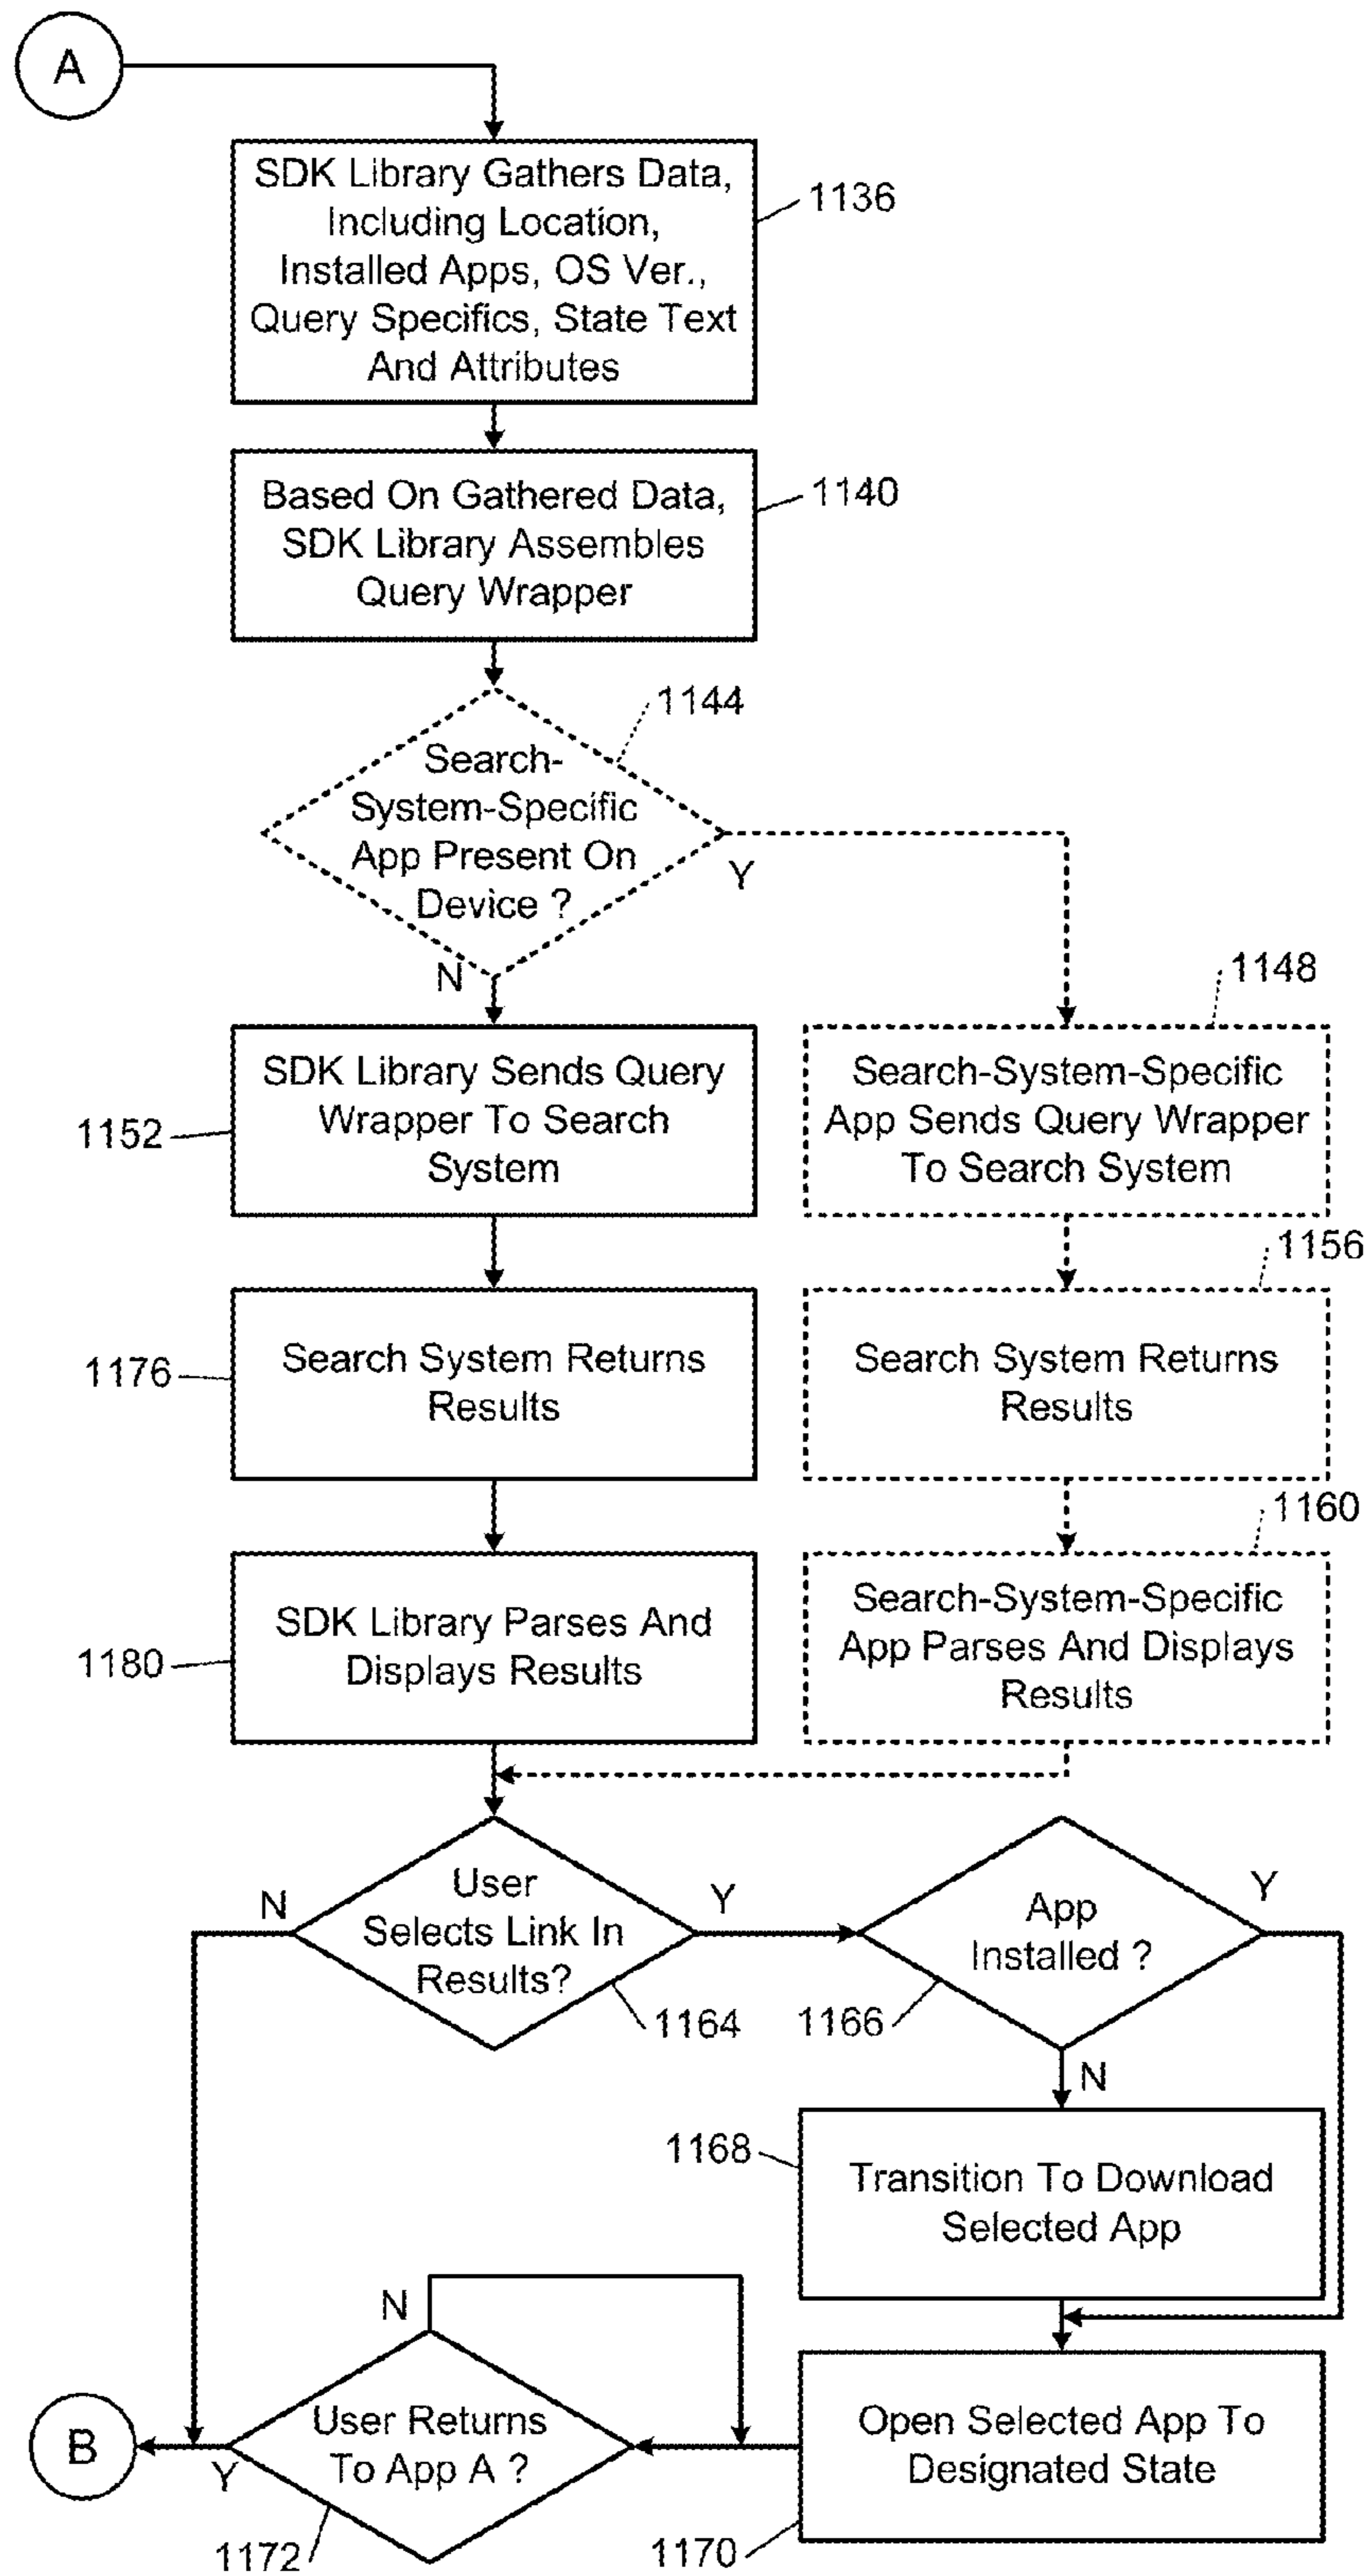 A
SDK Library Gathers Data,
Including Location,
Installed Apps, OS Ver.,
Query Specifics, State Text
And Attributes
1136
Based On Gathered Data,
SDK Library Assembles
Query Wrapper
1140
Search-
System-Specific
App Present On
Device ?
1144
Y
N
SDK Library Sends Query
Wrapper To Search
System
1152
Search-System-Specific
App Sends Query Wrapper
To Search System
1148
Search System Returns
Results
1176
Search System Returns
Results
1156
SDK Library Parses And
Displays Results
1180
Search-System-Specific
App Parses And Displays
Results
1160
User
Selects Link In
Results?
N
Y
1164
App
Installed ?
Y
1166
N
Transition To Download
Selected App
1168
Open Selected App To
Designated State
1170
User Returns
To App A ?
N
Y
1172
B